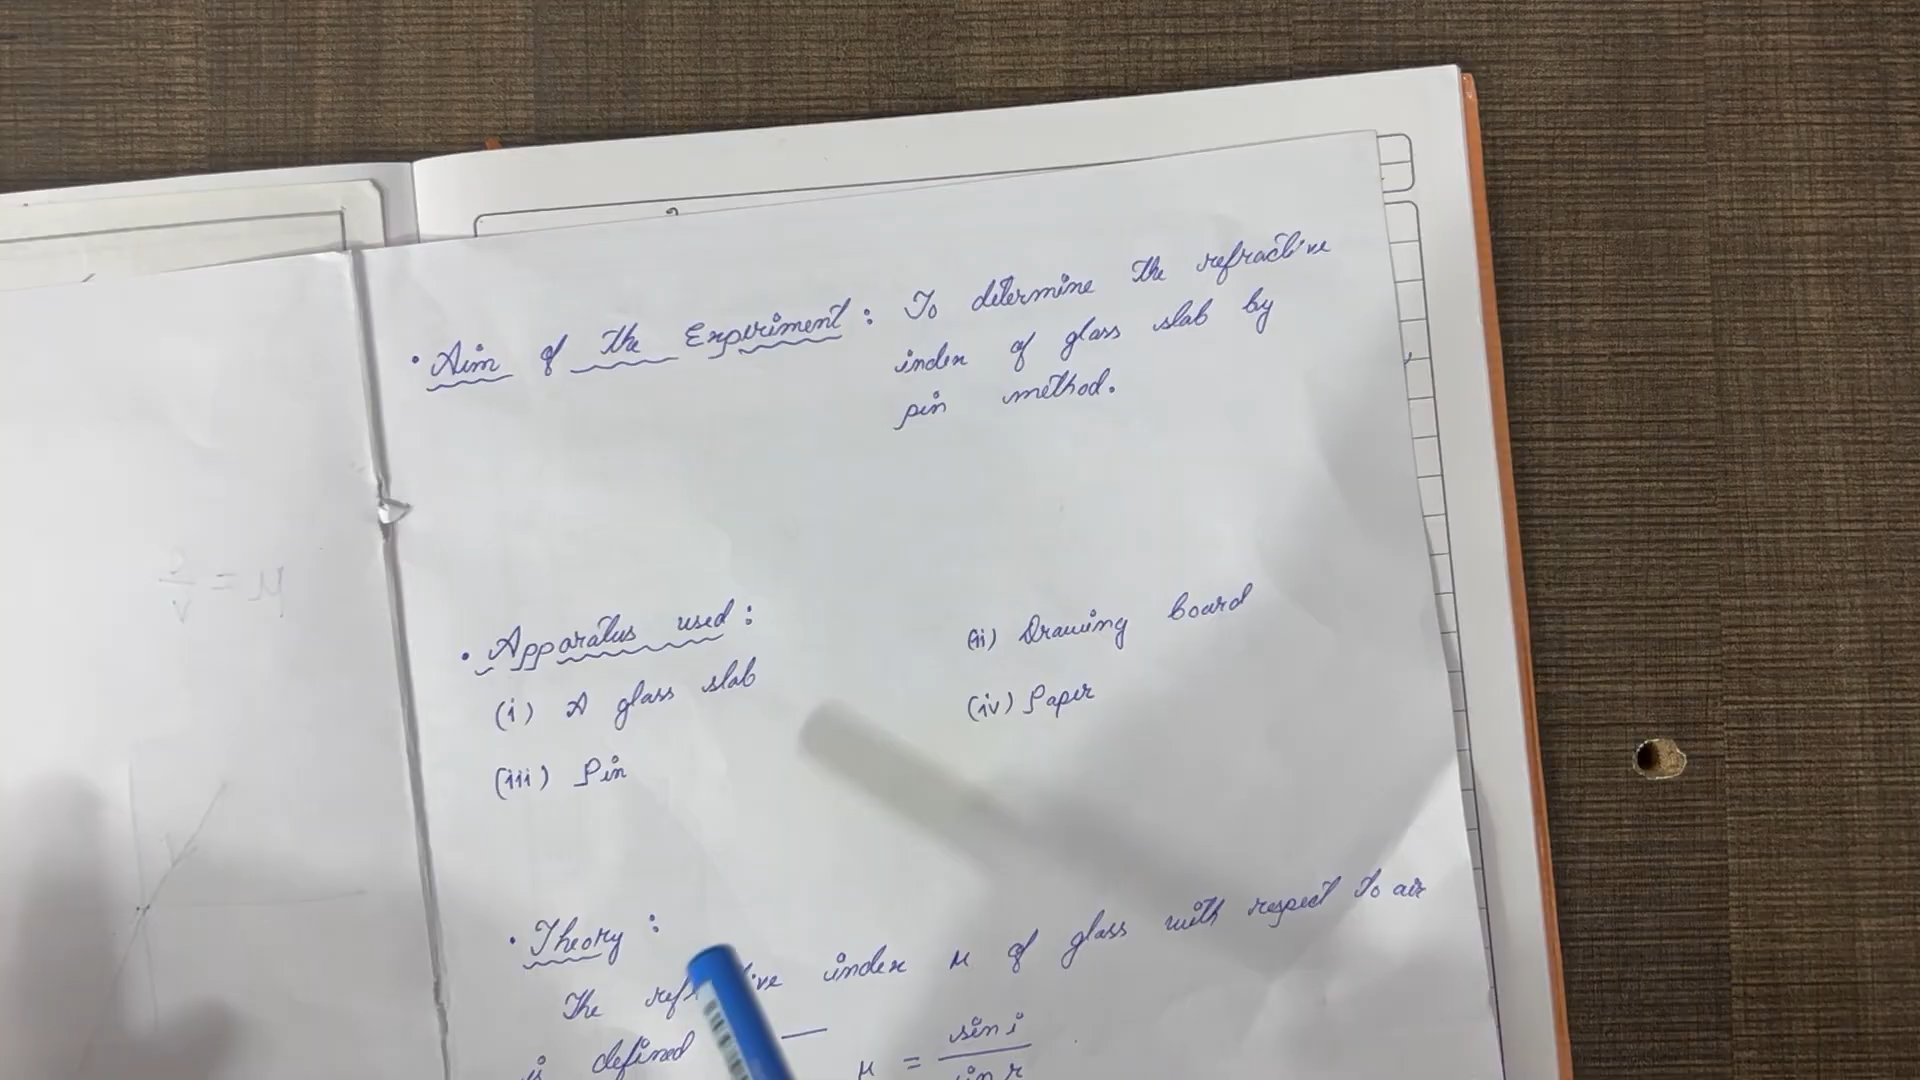 • Aim of the Experiment : To determine the refractive
index of glass slab by
pin method.
• Apparatus used :
(i) A glass slab
(ii) Drawing board
(iii) Pin
(iv) Paper
• Theory :
The index μ of glass with respect to air
is defined —
μ = sin i / sin r